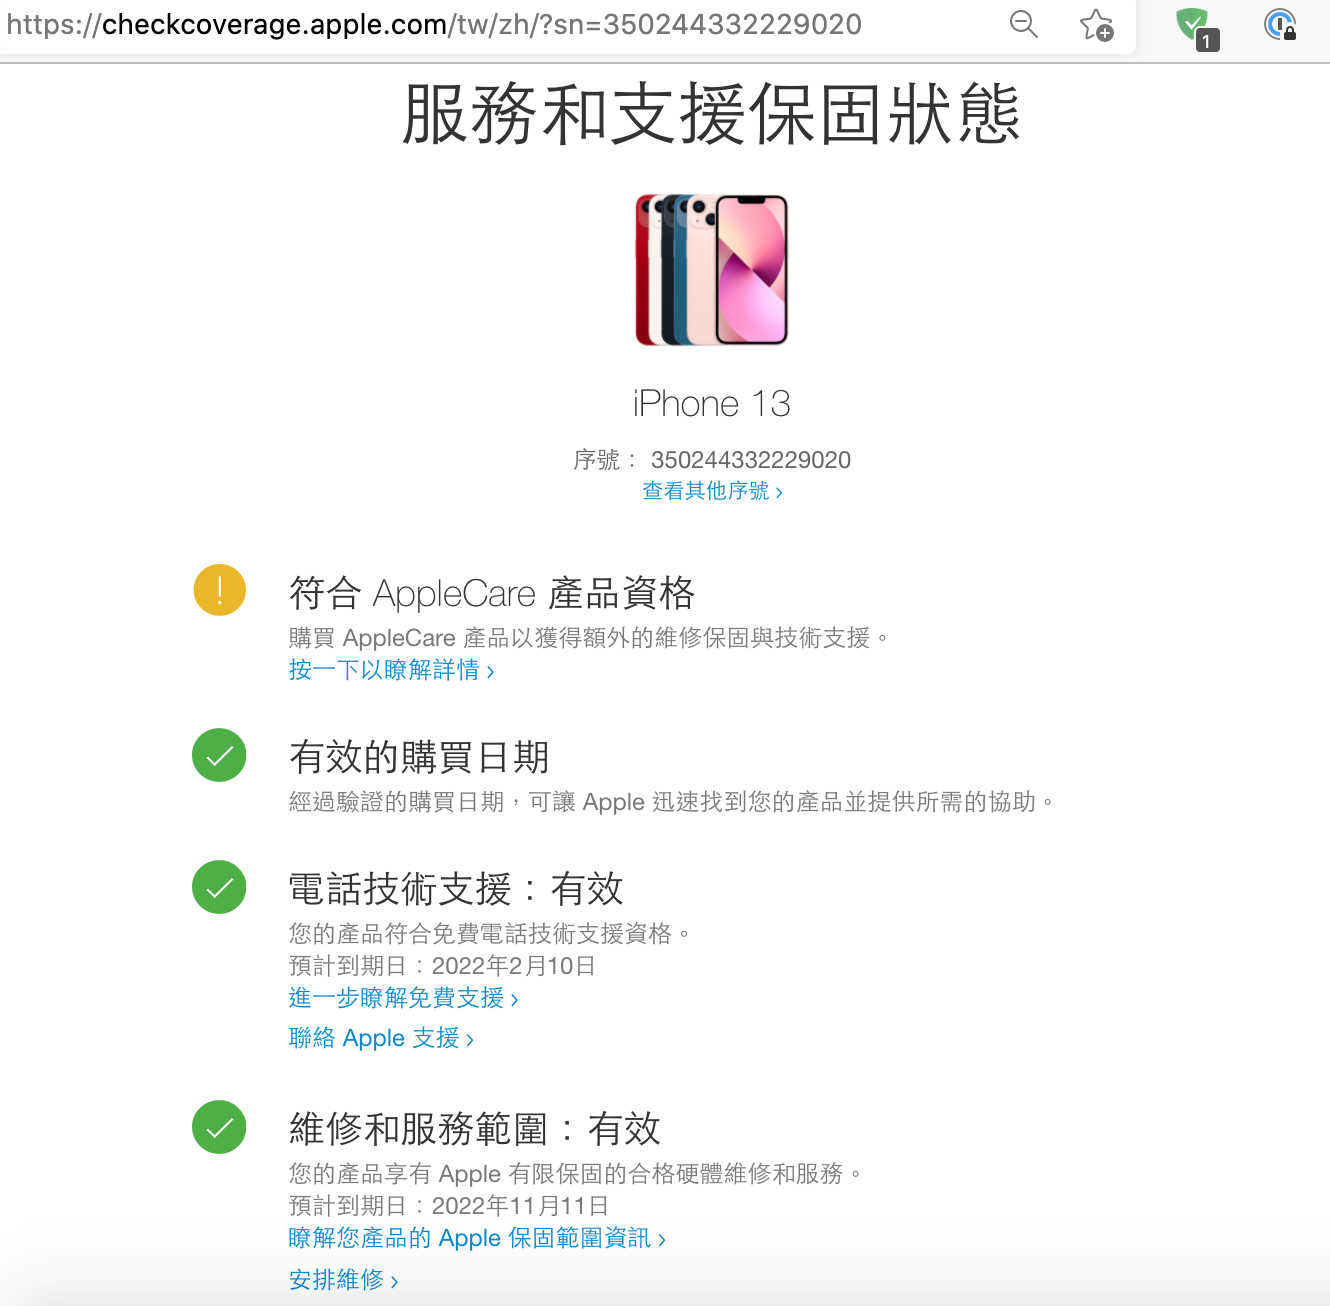 https://checkcoverage.apple.com/tw/zh/?sn=350244332229020
1
服務和支援保固狀態
iPhone 13
序號： 350244332229020
查看其他序號 ›
符合 AppleCare 產品資格
購買 AppleCare 產品以獲得額外的維修保固與技術支援。
按一下以瞭解詳情 ›
有效的購買日期
經過驗證的購買日期，可讓 Apple 迅速找到您的產品並提供所需的協助。
電話技術支援：有效
您的產品符合免費電話技術支援資格。
預計到期日：2022年2月10日
進一步瞭解免費支援 ›
聯絡 Apple 支援 ›
維修和服務範圍：有效
您的產品享有 Apple 有限保固的合格硬體維修和服務。
預計到期日：2022年11月11日
瞭解您產品的 Apple 保固範圍資訊 ›
安排維修 ›